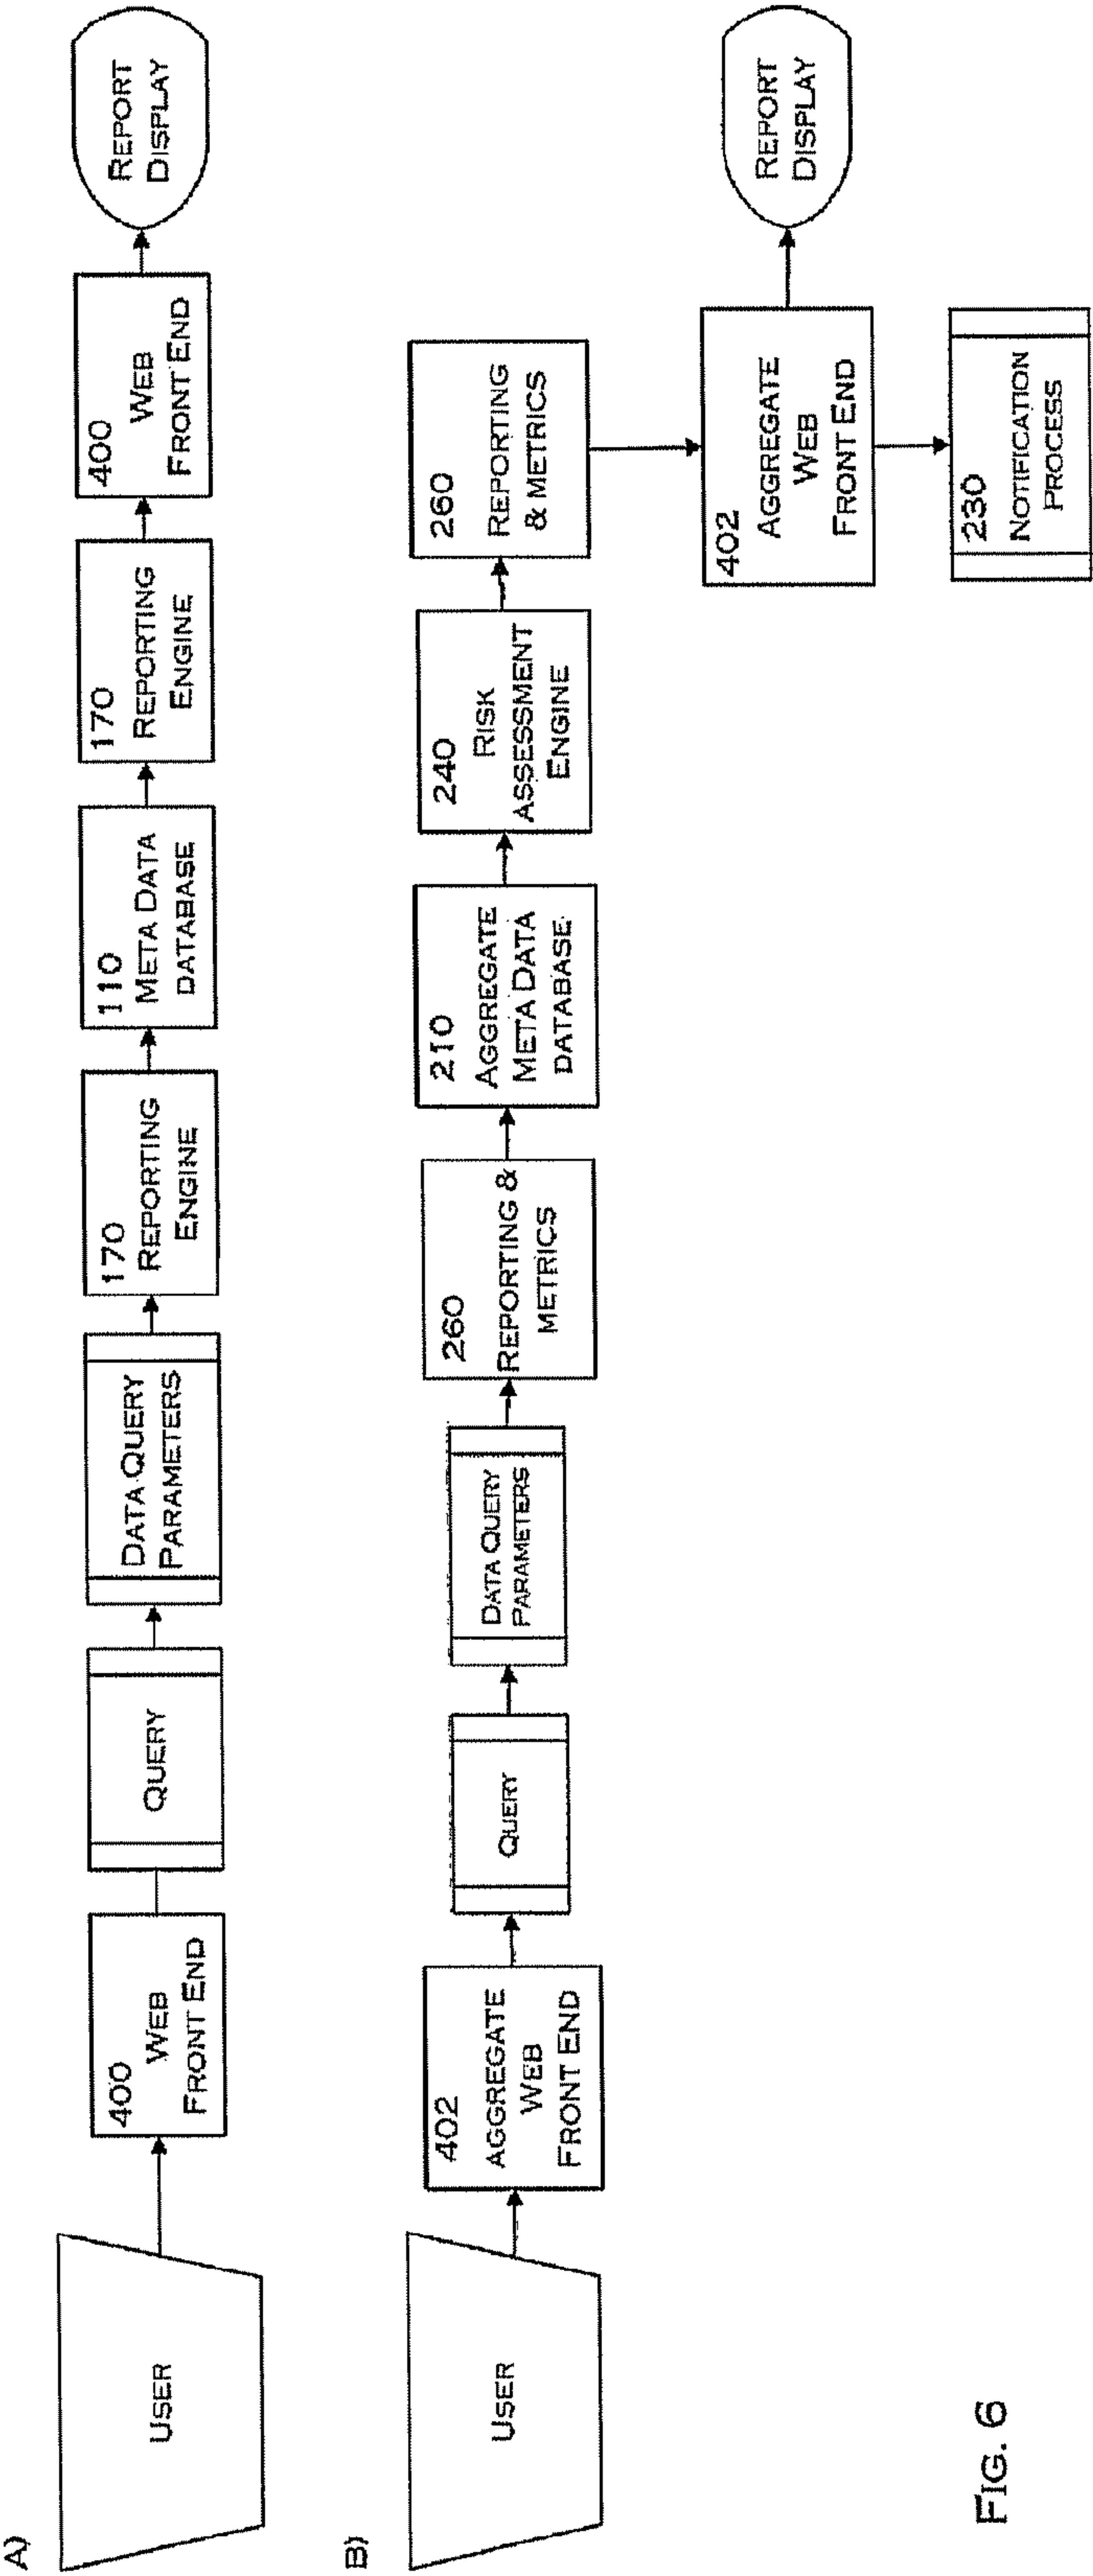 A)
USER
400
WEB
FRONT END
QUERY
DATA QUERY
PARAMETERS
170
REPORTING
ENGINE
110
META DATA
DATABASE
170
REPORTING
ENGINE
400
WEB
FRONT END
REPORT
DISPLAY
B)
USER
402
AGGREGATE
WEB
FRONT END
QUERY
DATA QUERY
PARAMETERS
260
REPORTING &
METRICS
210
AGGREGATE
META DATA
DATABASE
240
RISK
ASSESSMENT
ENGINE
260
REPORTING
& METRICS
402
AGGREGATE
WEB
FRONT END
REPORT
DISPLAY
230
NOTIFICATION
PROCESS
FIG. 6